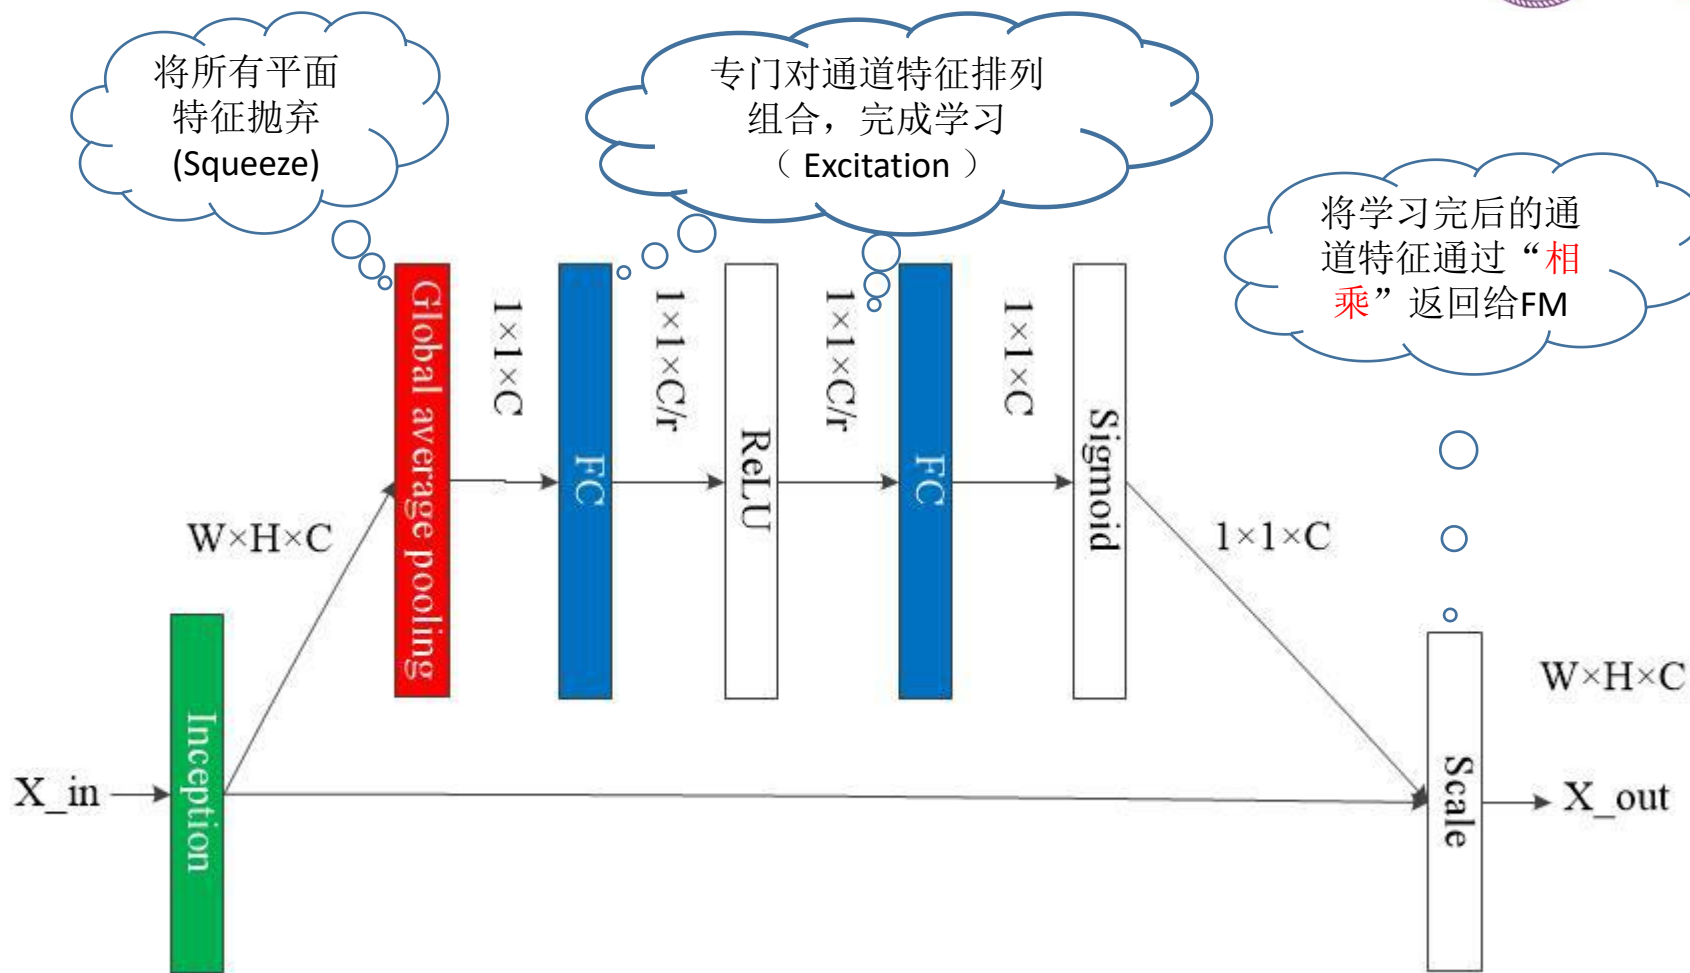 将所有平面
特征抛弃
(Squeeze)
专门对通道特征排列
组合，完成学习
（ Excitation ）
将学习完后的通
道特征通过“相
乘”返回给FM
Global average pooling
1×1×C
FC
1×1×C/r
ReLU
1×1×C/r
FC
1×1×C
Sigmoid
W×H×C
1×1×C
W×H×C
X_in
Inception
Scale
X_out